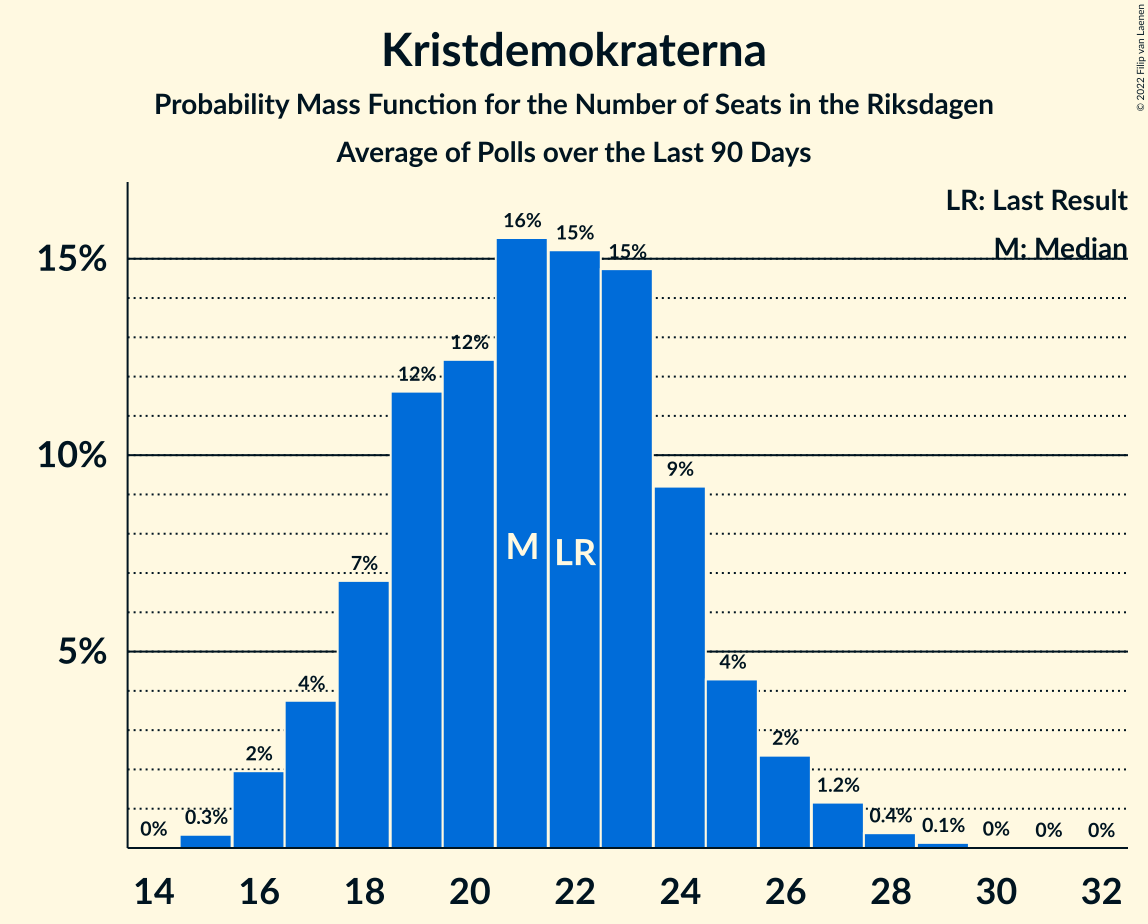 Kristdemokraterna
Probability Mass Function for the Number of Seats in the Riksdagen
Average of Polls over the Last 90 Days
© 2022 Filip van Laenen
LR: Last Result
M: Median
15%
10%
5%
0%
0.3%
2%
4%
7%
12%
12%
16%
15%
15%
9%
4%
2%
1.2%
0.4%
0.1%
0%
0%
0%
M
LR
14 16 18 20 22 24 26 28 30 32